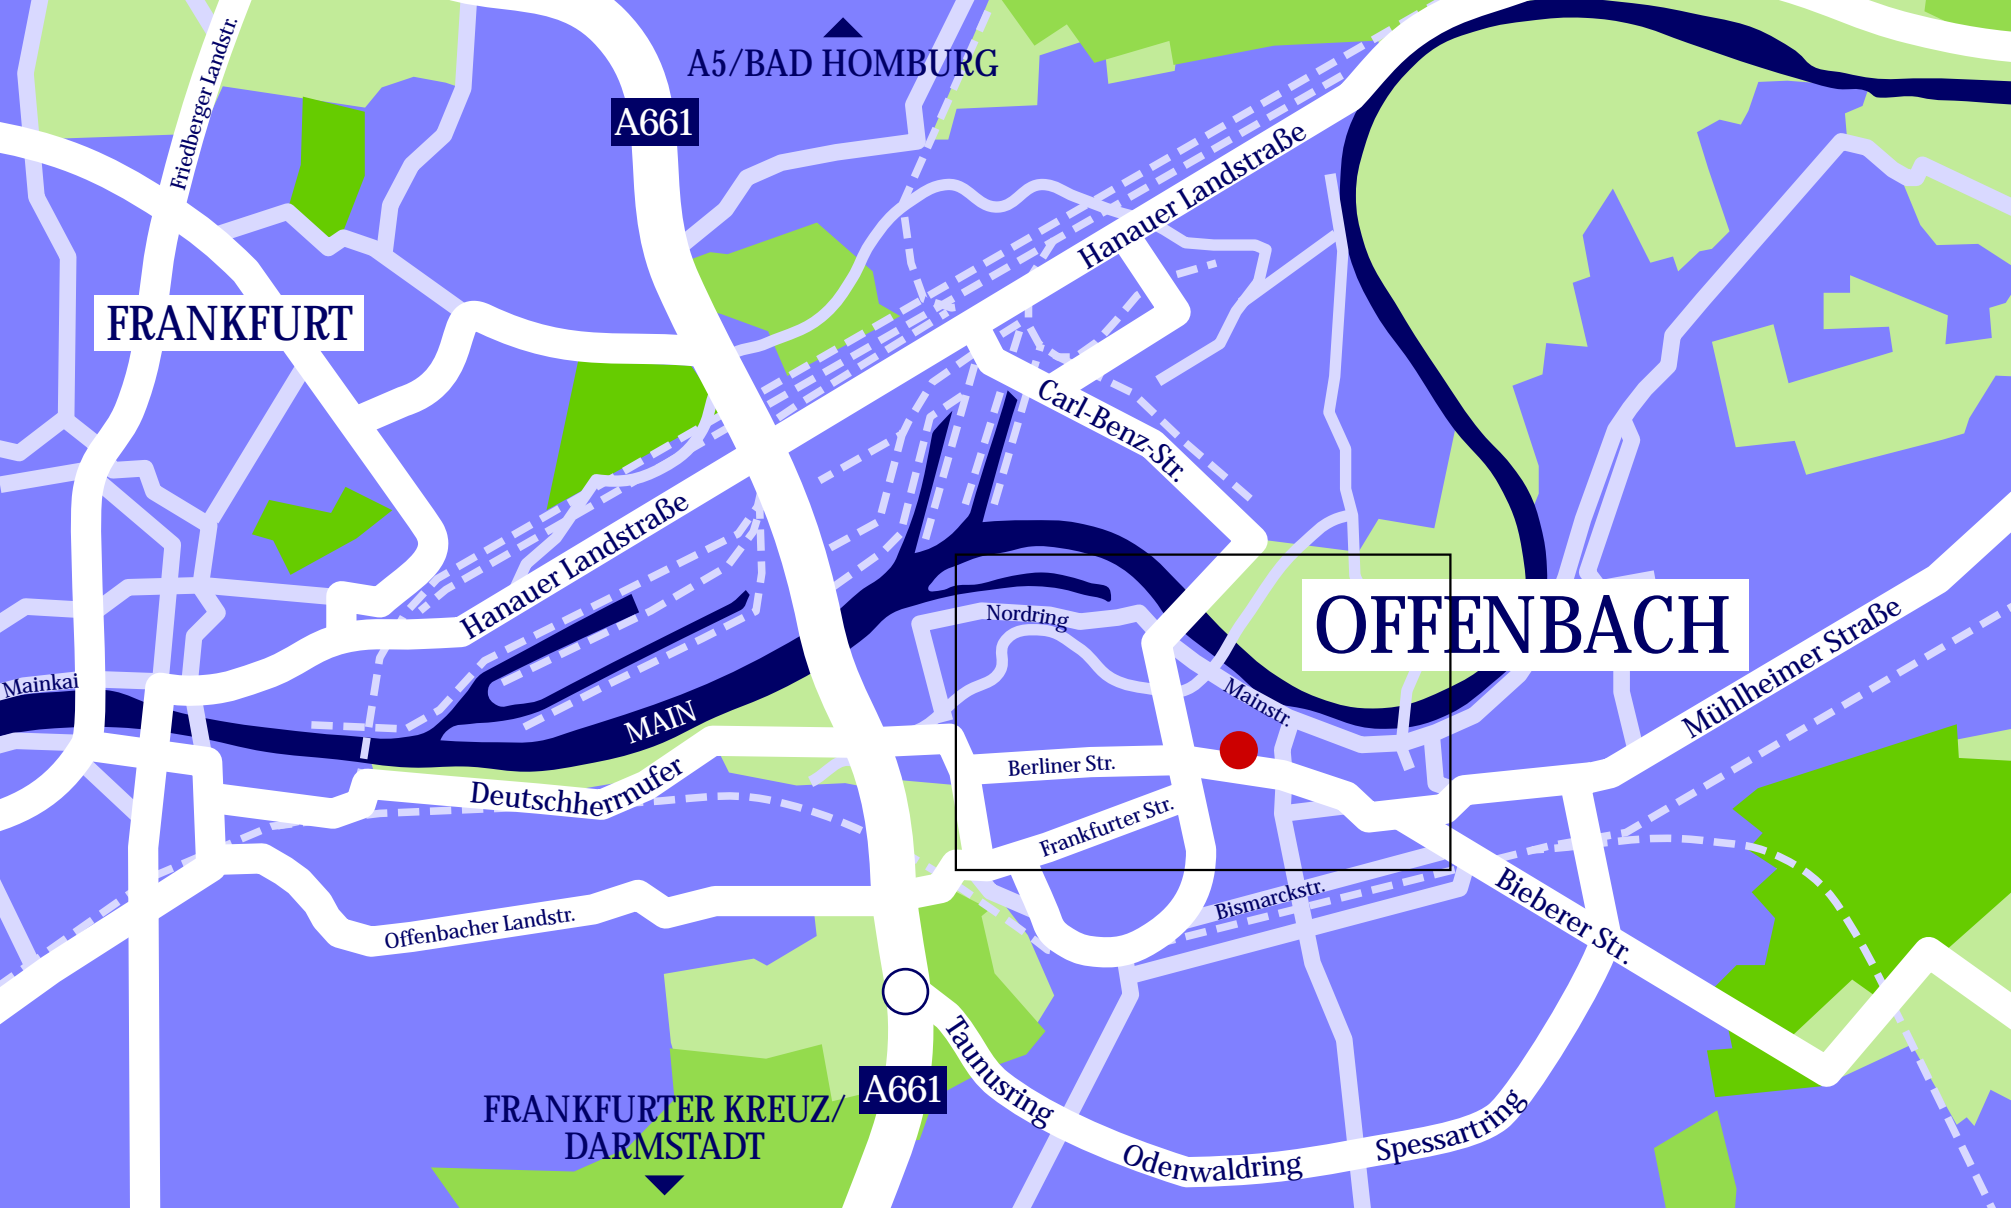 Friedberger Landstr.
A5/BAD HOMBURG
A661
Hanauer Landstraße
FRANKFURT
Carl-Benz-Str.
Hanauer Landstraße
Nordring
OFFENBACH
Mainkai
MAIN
Mainstr.
Mühlheimer Straße
Deutschherrnufer
Berliner Str.
Frankfurter Str.
Bismarckstr.
Bieberer Str.
Offenbacher Landstr.
Taunusring
A661
FRANKFURTER KREUZ/
DARMSTADT
Odenwaldring
Spessartring